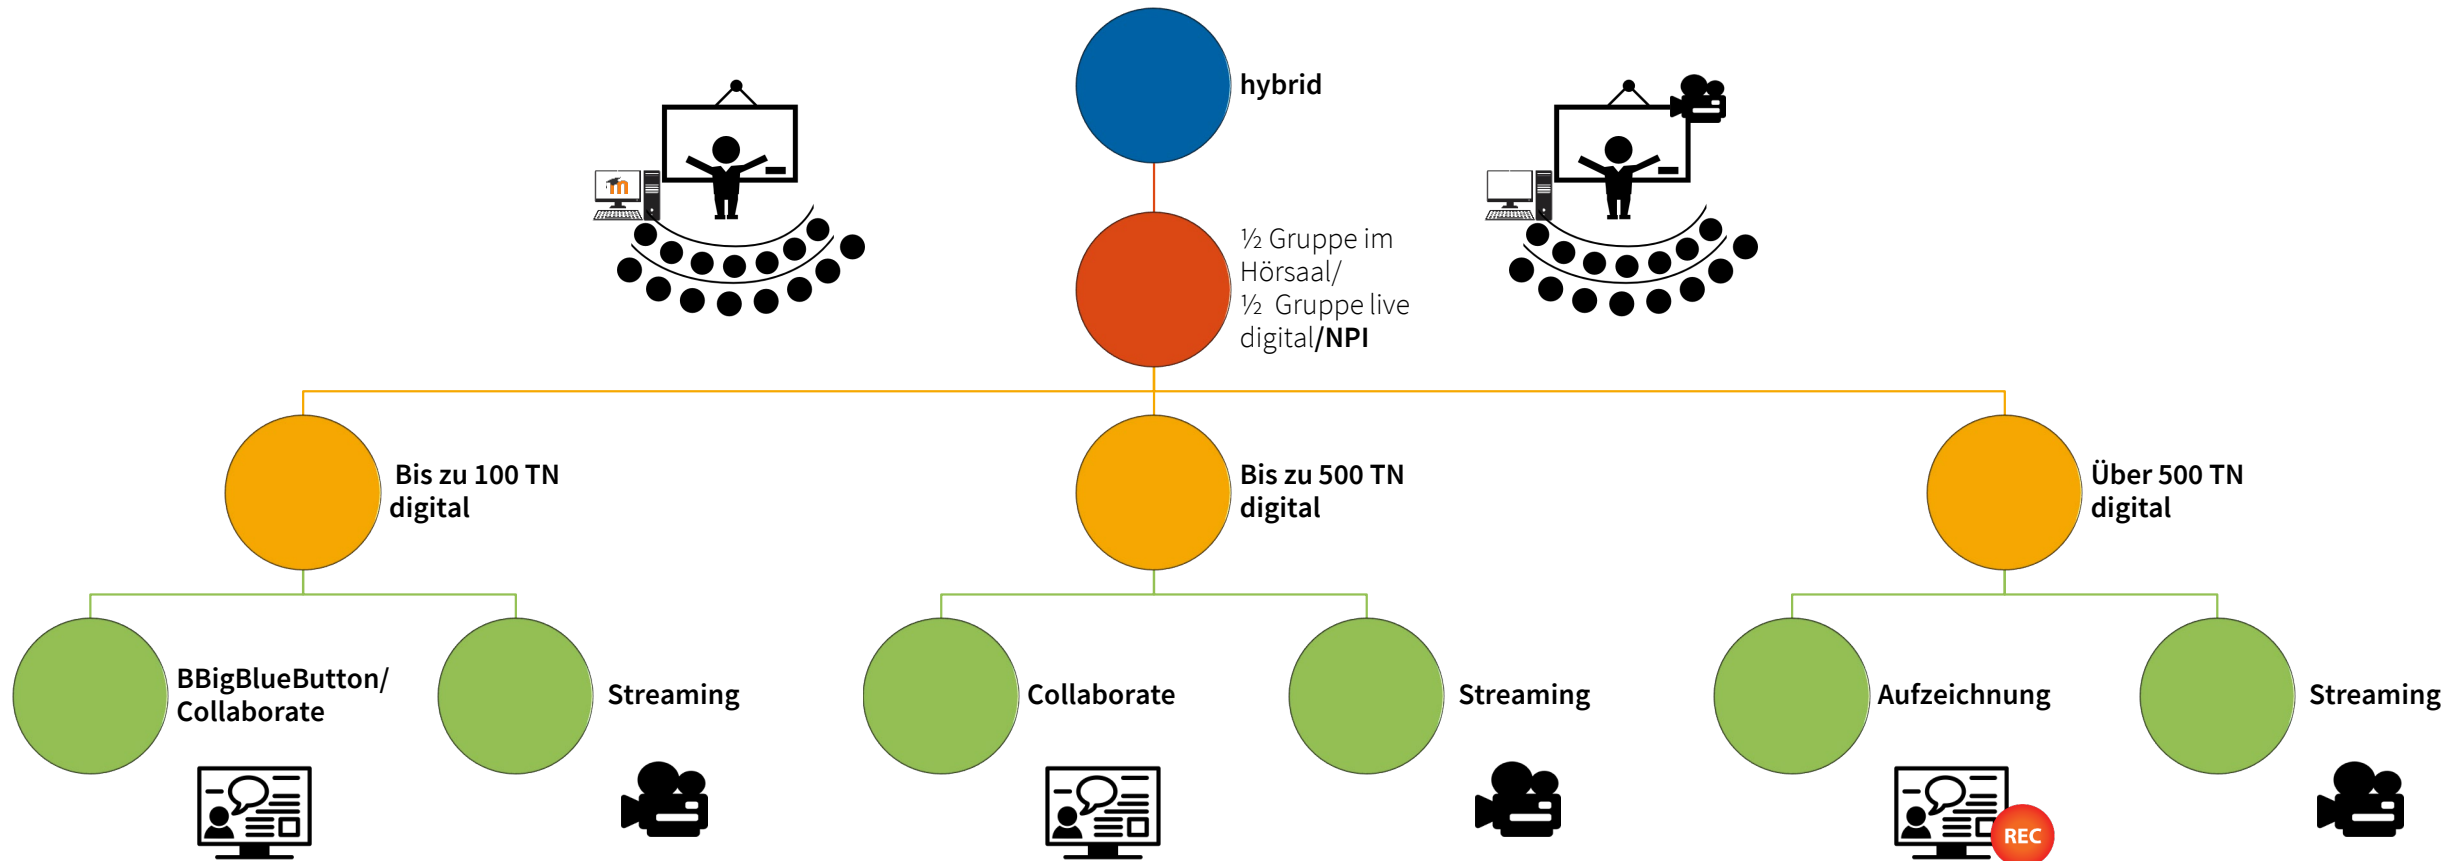 hybrid
m
½ Gruppe im
Hörsaal/
½ Gruppe live
digital/NPI
Bis zu 100 TN
digital
Bis zu 500 TN
digital
Über 500 TN
digital
BBigBlueButton/
Collaborate
Streaming
Collaborate
Streaming
Aufzeichnung
Streaming
REC